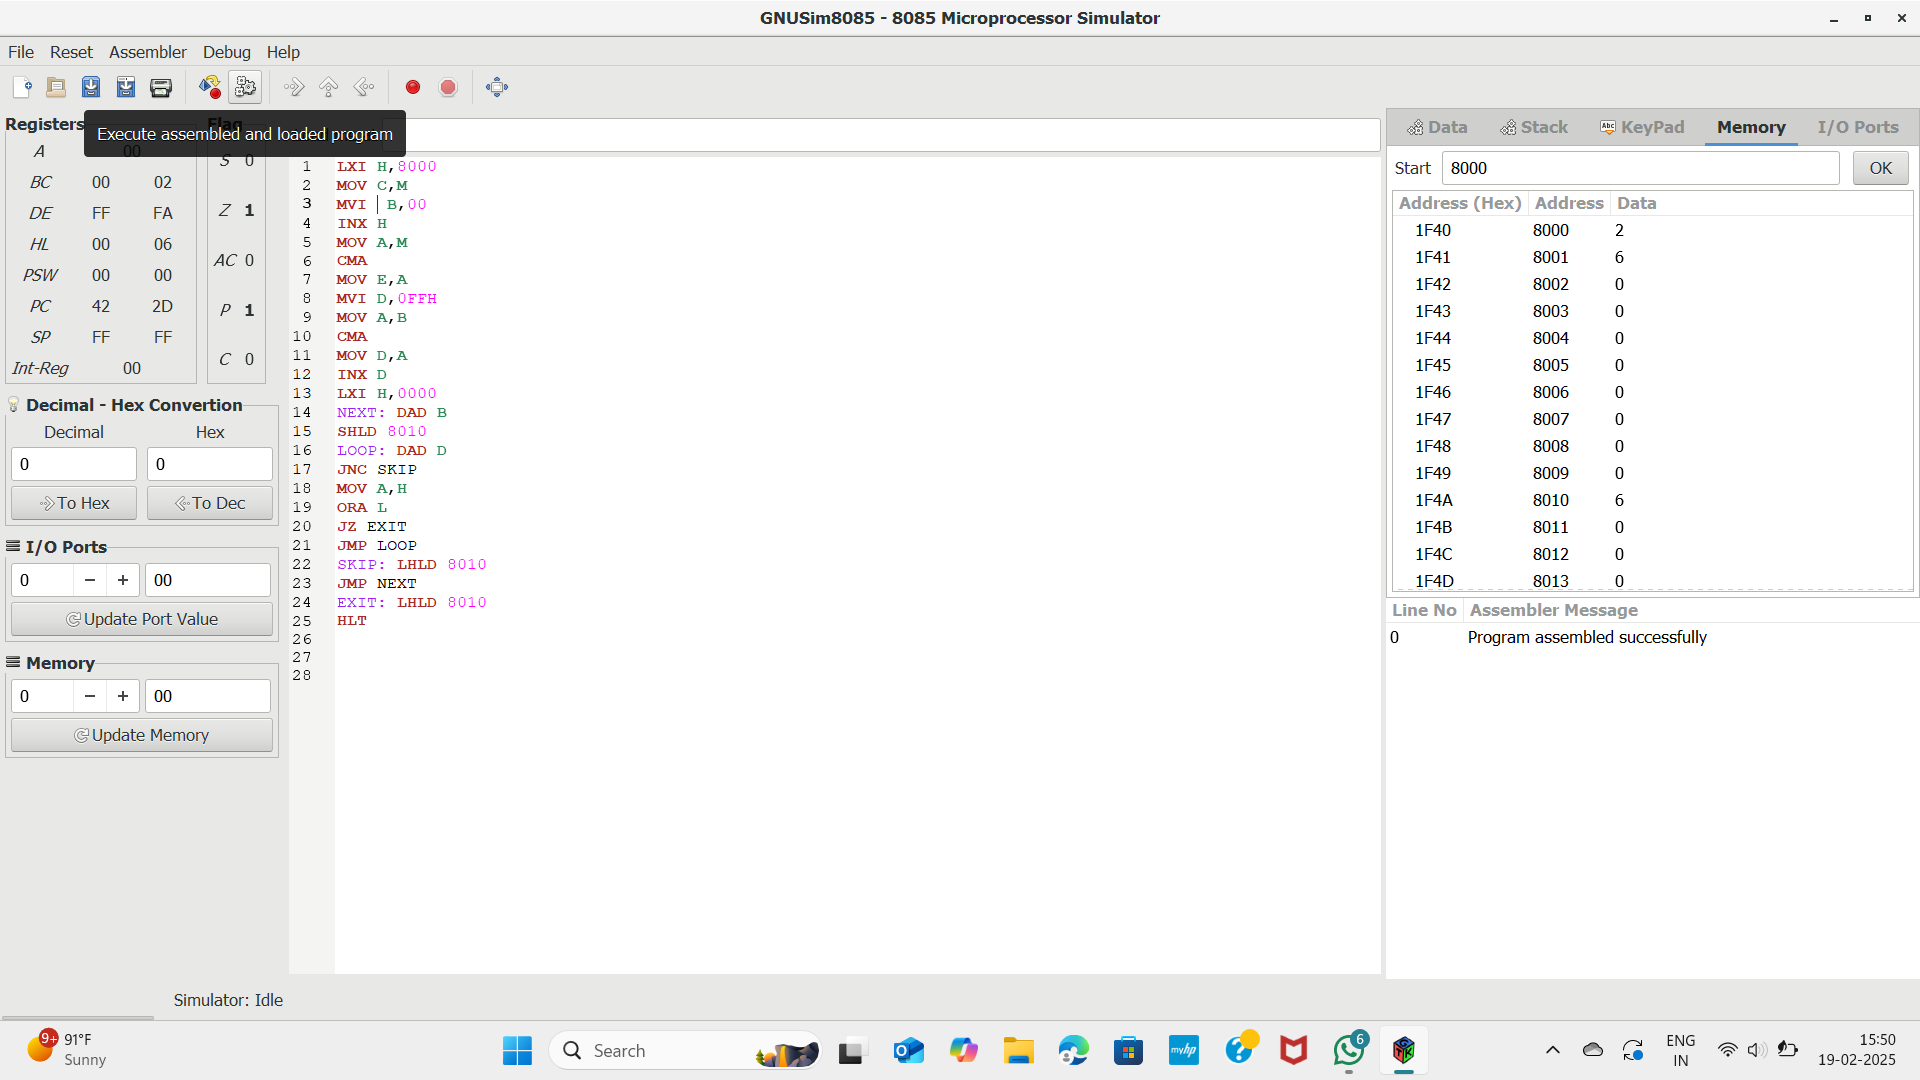 GNUSim8085 - 8085 Microprocessor Simulator
File Reset Assembler Debug Help
Registers
Flag
Execute assembled and loaded program
A 00
BC 00 02
DE FF FA
HL 00 06
PSW 00 00
PC 42 2D
SP FF FF
Int-Reg 00
S 0
Z 1
AC 0
P 1
C 0
Decimal - Hex Convertion
Decimal Hex
0 0
To Hex To Dec
I/O Ports
0 − + 00
Update Port Value
Memory
0 − + 00
Update Memory
1 LXI H,8000
2 MOV C,M
3 MVI B,00
4 INX H
5 MOV A,M
6 CMA
7 MOV E,A
8 MVI D,0FFH
9 MOV A,B
10 CMA
11 MOV D,A
12 INX D
13 LXI H,0000
14 NEXT: DAD B
15 SHLD 8010
16 LOOP: DAD D
17 JNC SKIP
18 MOV A,H
19 ORA L
20 JZ EXIT
21 JMP LOOP
22 SKIP: LHLD 8010
23 JMP NEXT
24 EXIT: LHLD 8010
25 HLT
26
27
28
Data Stack Abc KeyPad Memory I/O Ports
Start 8000 OK
Address (Hex) Address Data
1F40 8000 2
1F41 8001 6
1F42 8002 0
1F43 8003 0
1F44 8004 0
1F45 8005 0
1F46 8006 0
1F47 8007 0
1F48 8008 0
1F49 8009 0
1F4A 8010 6
1F4B 8011 0
1F4C 8012 0
1F4D 8013 0
Line No Assembler Message
0 Program assembled successfully
Simulator: Idle
9+ 91°F
Sunny
Search
myhp
6
ENG
IN
15:50
19-02-2025